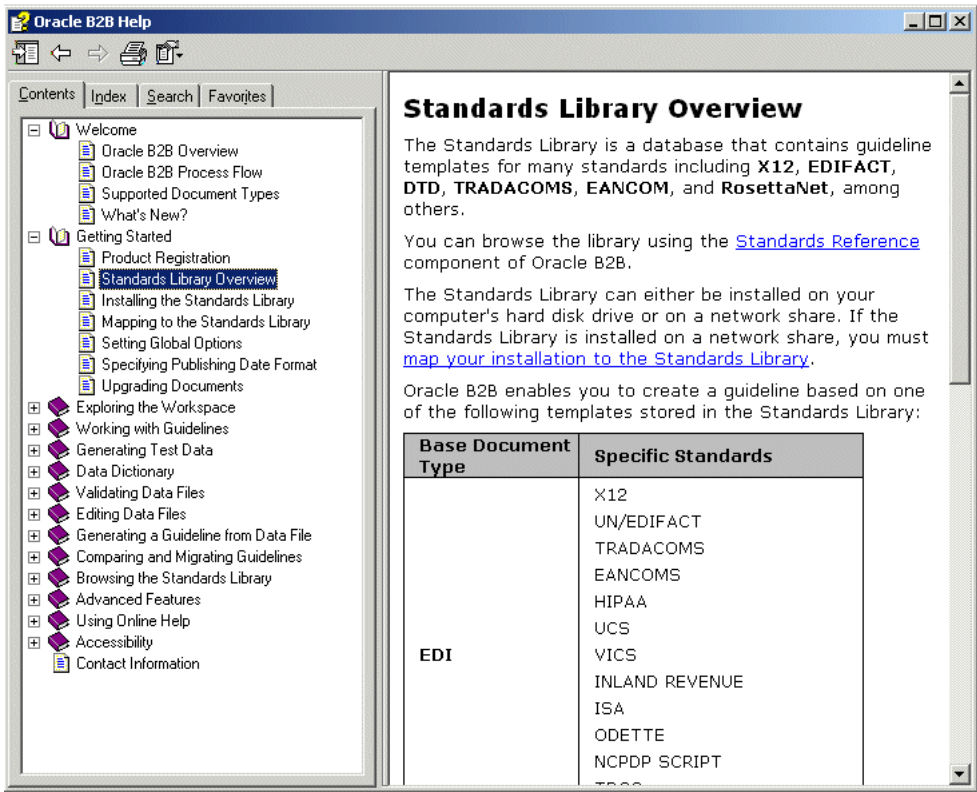 Oracle B2B Help
Contents Index Search Favorites
Welcome
Oracle B2B Overview
Oracle B2B Process Flow
Supported Document Types
What's New?
Getting Started
Product Registration
Standards Library Overview
Installing the Standards Library
Mapping to the Standards Library
Setting Global Options
Specifying Publishing Date Format
Upgrading Documents
Exploring the Workspace
Working with Guidelines
Generating Test Data
Data Dictionary
Validating Data Files
Editing Data Files
Generating a Guideline from Data File
Comparing and Migrating Guidelines
Browsing the Standards Library
Advanced Features
Using Online Help
Accessibility
Contact Information
Standards Library Overview
The Standards Library is a database that contains guideline
templates for many standards including X12, EDIFACT,
DTD, TRADACOMS, EANCOM, and RosettaNet, among
others.
You can browse the library using the Standards Reference
component of Oracle B2B.
The Standards Library can either be installed on your
computer's hard disk drive or on a network share. If the
Standards Library is installed on a network share, you must
map your installation to the Standards Library.
Oracle B2B enables you to create a guideline based on one
of the following templates stored in the Standards Library:
Base Document
Type
Specific Standards
EDI
X12
UN/EDIFACT
TRADACOMS
EANCOMS
HIPAA
UCS
VICS
INLAND REVENUE
ISA
ODETTE
NCPDP SCRIPT